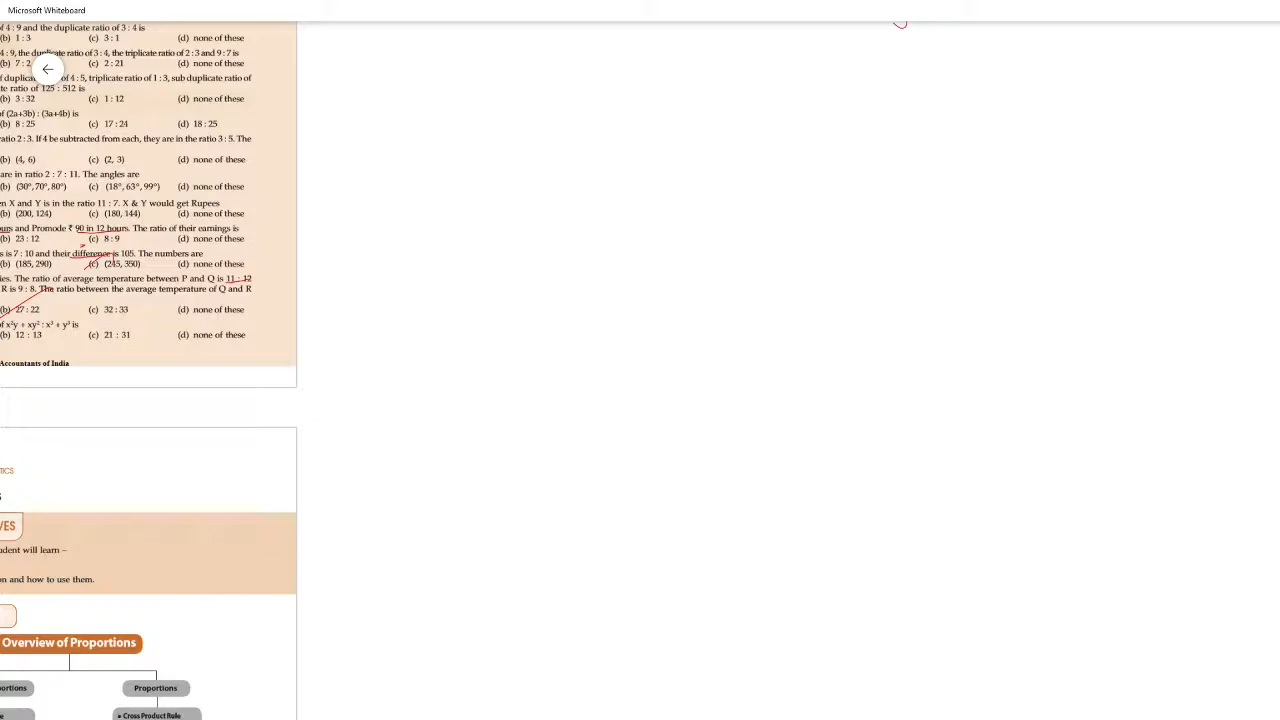 Microsoft Whiteboard
of 4 : 9 and the duplicate ratio of 3 : 4 is
(b) 1 : 3 (c) 3 : 1 (d) none of these
4 : 9, the duplicate ratio of 3 : 4, the triplicate ratio of 2 : 3 and 9 : 7 is
(b) 7 : 2 (c) 2 : 21 (d) none of these
f duplica of 4 : 5, triplicate ratio of 1 : 3, sub duplicate ratio of
te ratio of 125 : 512 is
(b) 3 : 32 (c) 1 : 12 (d) none of these
of (2a+3b) : (3a+4b) is
(b) 8 : 25 (c) 17 : 24 (d) 18 : 25
ratio 2 : 3. If 4 be subtracted from each, they are in the ratio 3 : 5. The
(b) (4, 6) (c) (2, 3) (d) none of these
are in ratio 2 : 7 : 11. The angles are
(b) (30°, 70°, 80°) (c) (18°, 63°, 99°) (d) none of these
en X and Y is in the ratio 11 : 7. X & Y would get Rupees
(b) (200, 124) (c) (180, 144) (d) none of these
ours and Promode ₹ 90 in 12 hours. The ratio of their earnings is
(b) 23 : 12 (c) 8 : 9 (d) none of these
s is 7 : 10 and their difference is 105. The numbers are
(b) (185, 290) (c) (245, 350) (d) none of these
ies. The ratio of average temperature between P and Q is 11 : 12
R is 9 : 8. The ratio between the average temperature of Q and R
(b) 27 : 22 (c) 32 : 33 (d) none of these
of x²y + xy² : x³ + y³ is
(b) 12 : 13 (c) 21 : 31 (d) none of these
Accountants of India
TICS
S
VES
udent will learn –
on and how to use them.
Overview of Proportions
ortions Proportions
e • Cross Product Rule